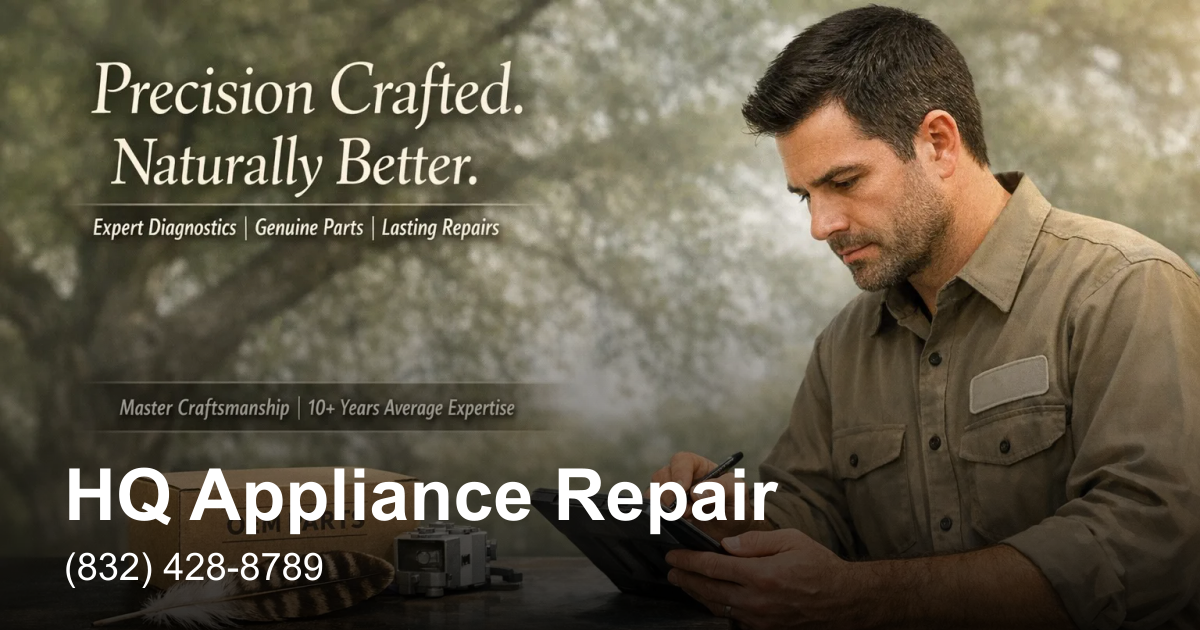 Precision Crafted.
Naturally Better.
Expert Diagnostics | Genuine Parts | Lasting Repairs
Master Craftsmanship | 10+ Years Average Expertise
HQ Appliance Repair
(832) 428-8789